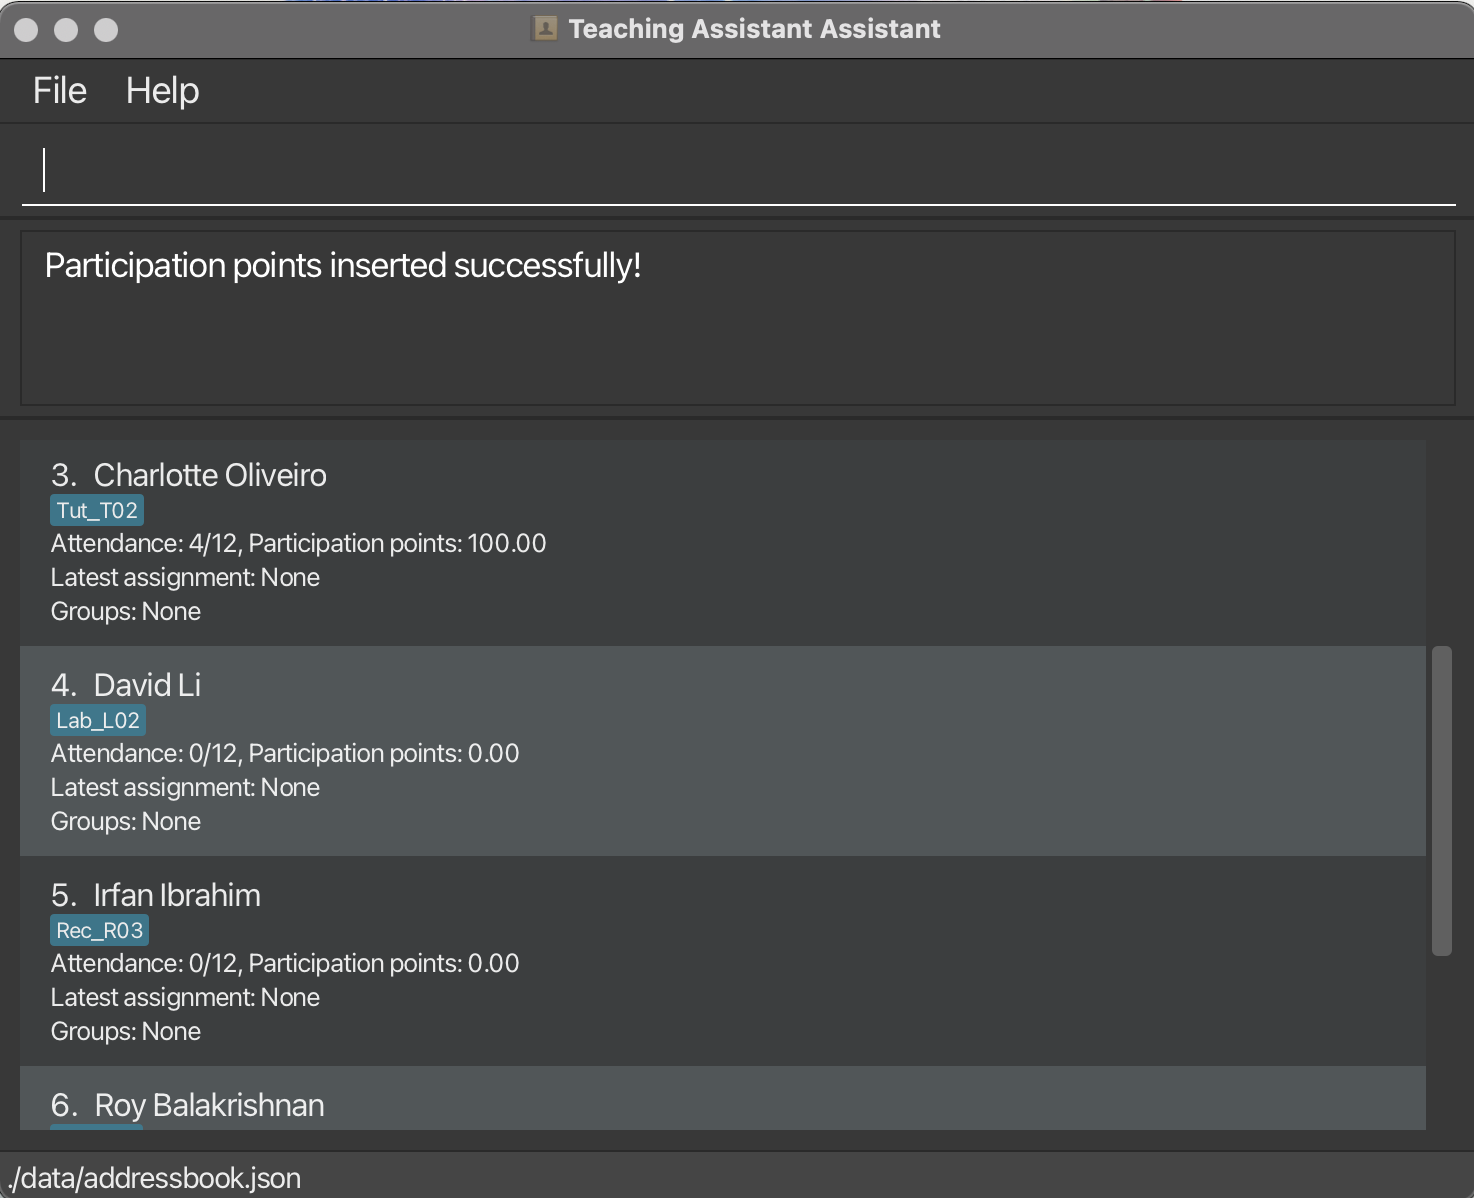 Teaching Assistant Assistant
File Help
Participation points inserted successfully!
3. Charlotte Oliveiro
Tut_T02
Attendance: 4/12, Participation points: 100.00
Latest assignment: None
Groups: None
4. David Li
Lab_L02
Attendance: 0/12, Participation points: 0.00
Latest assignment: None
Groups: None
5. Irfan Ibrahim
Rec_R03
Attendance: 0/12, Participation points: 0.00
Latest assignment: None
Groups: None
6. Roy Balakrishnan
./data/addressbook.json